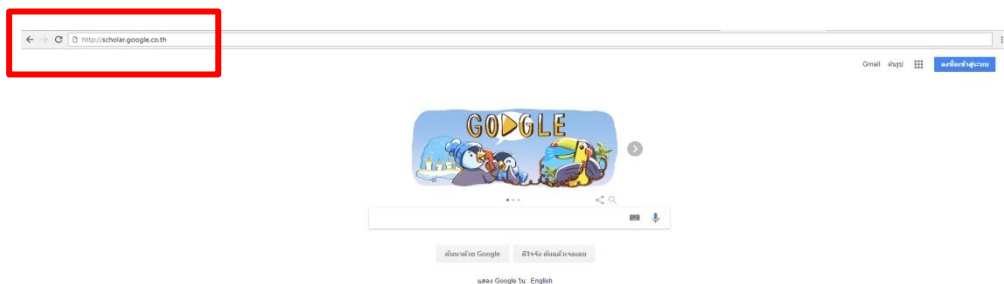 http://scholar.google.co.th
Gmail ค้นรูป ลงชื่อเข้าสู่ระบบ
GOOGLE
ค้นหาด้วย Google ดีใจจัง ค้นแล้วเจอเลย
แสดง Google ใน: English